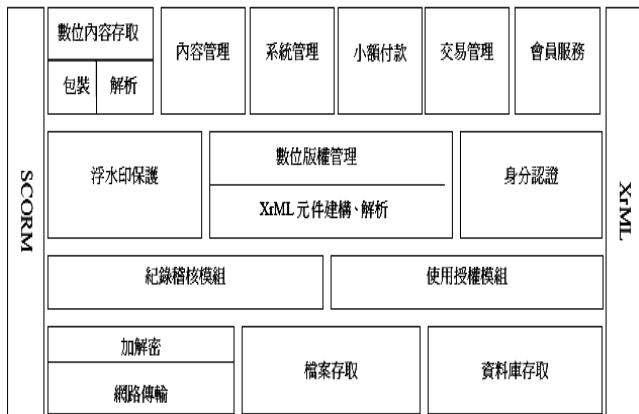 SCORM
數位內容存取
包裝
解析
內容管理
系統管理
小額付款
交易管理
會員服務
浮水印保護
數位版權管理
XrML 元件建構、解析
身分認證
紀錄稽核模組
使用授權模組
加解密
網路傳輸
檔案存取
資料庫存取
XrML